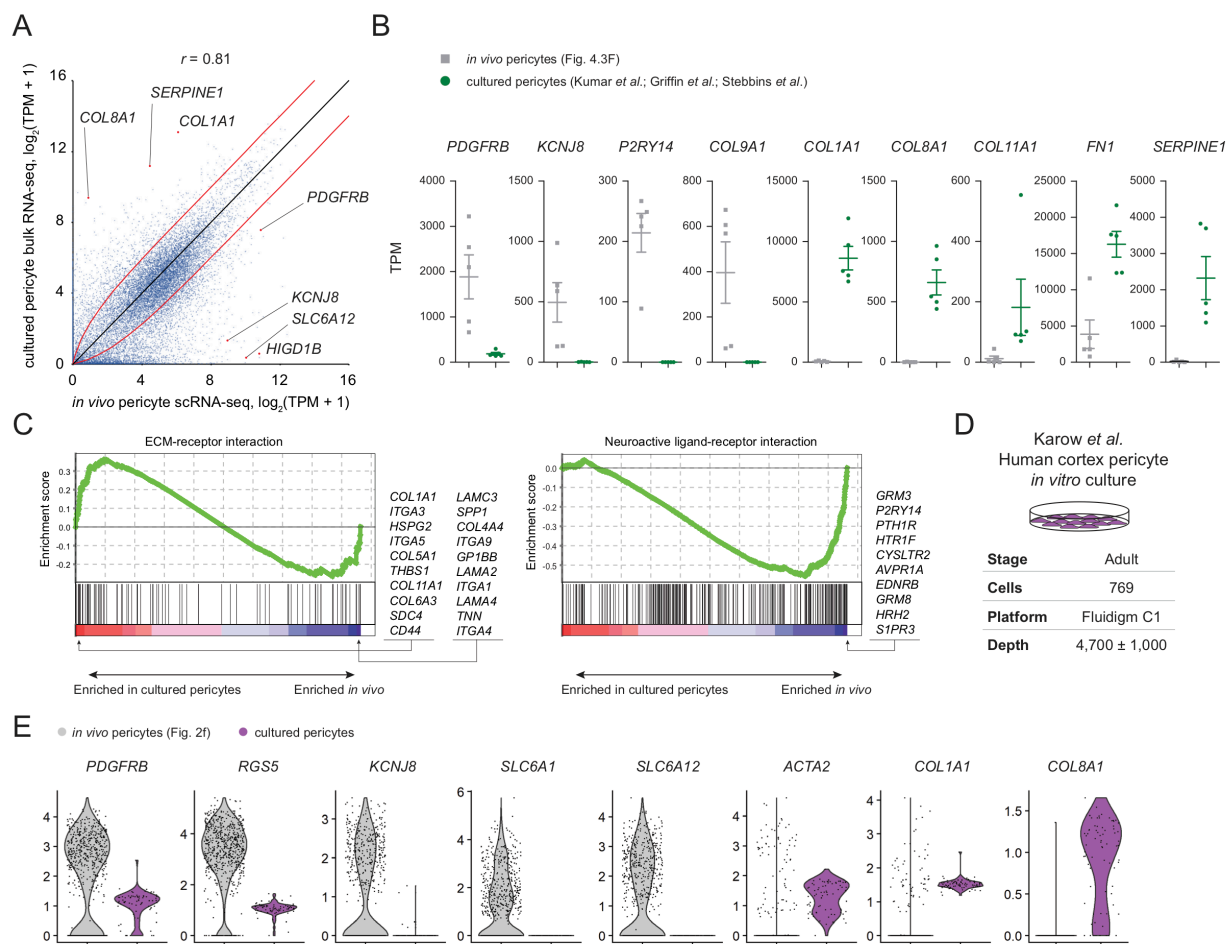 A
r = 0.81
cultured pericyte bulk RNA-seq, log2(TPM + 1)
16
12
8
4
0
COL8A1
SERPINE1
COL1A1
PDGFRB
KCNJ8
SLC6A12
HIGD1B
0 4 8 12 16
in vivo pericyte scRNA-seq, log2(TPM + 1)
B
in vivo pericytes (Fig. 4.3F)
cultured pericytes (Kumar et al.; Griffin et al.; Stebbins et al.)
PDGFRB KCNJ8 P2RY14 COL9A1 COL1A1 COL8A1 COL11A1 FN1 SERPINE1
TPM
4000
3000
2000
1000
0
1500
1000
500
0
300
200
100
0
800
600
400
200
0
15000
10000
5000
0
1500
1000
500
0
600
400
200
0
25000
20000
15000
10000
5000
0
5000
4000
3000
2000
1000
0
C
ECM-receptor interaction
Enrichment score
0.3
0.2
0.1
0.0
-0.1
-0.2
COL1A1 LAMC3
ITGA3 SPP1
HSPG2 COL4A4
ITGA5 ITGA9
COL5A1 GP1BB
THBS1 LAMA2
COL11A1 ITGA1
COL6A3 LAMA4
SDC4 TNN
CD44 ITGA4
Enriched in cultured pericytes Enriched in vivo
Neuroactive ligand-receptor interaction
Enrichment score
0.0
-0.1
-0.2
-0.3
-0.4
-0.5
GRM3
P2RY14
PTH1R
HTR1F
CYSLTR2
AVPR1A
EDNRB
GRM8
HRH2
S1PR3
Enriched in cultured pericytes Enriched in vivo
D
Karow et al.
Human cortex pericyte
in vitro culture
Stage Adult
Cells 769
Platform Fluidigm C1
Depth 4,700 ± 1,000
E
in vivo pericytes (Fig. 2f) cultured pericytes
PDGFRB RGS5 KCNJ8 SLC6A1 SLC6A12 ACTA2 COL1A1 COL8A1
4
3
2
1
0
4
2
0
3
2
1
0
6
4
2
0
4
3
2
1
0
4
3
2
1
0
4
3
2
1
0
1.5
1.0
0.5
0.0